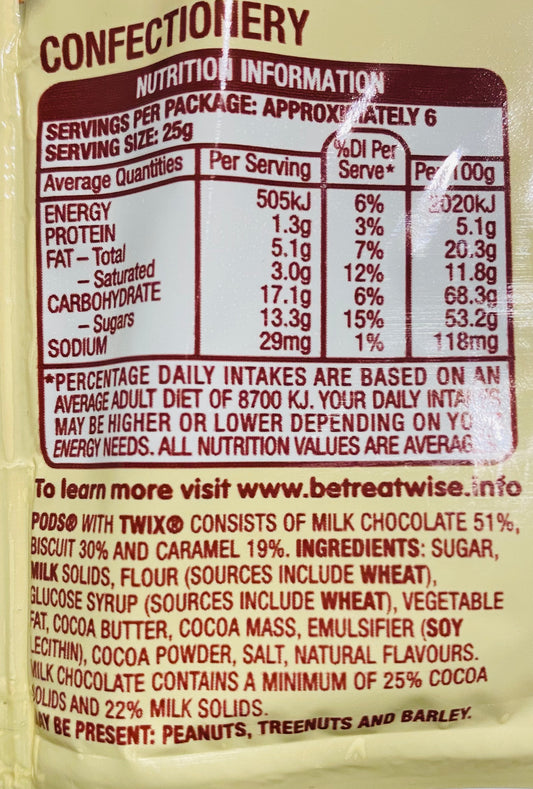 CONFECTIONERY
NUTRITION INFORMATION
SERVINGS PER PACKAGE: APPROXIMATELY 6
SERVING SIZE: 25g
Average Quantities Per Serving %DI Per Serve* Per 100g
ENERGY 505kJ 6% 2020kJ
PROTEIN 1.3g 3% 5.1g
FAT – Total 5.1g 7% 20.3g
– Saturated 3.0g 12% 11.8g
CARBOHYDRATE 17.1g 6% 68.3g
– Sugars 13.3g 15% 53.2g
SODIUM 29mg 1% 118mg
*PERCENTAGE DAILY INTAKES ARE BASED ON AN
AVERAGE ADULT DIET OF 8700 KJ. YOUR DAILY INTAKES
MAY BE HIGHER OR LOWER DEPENDING ON YOUR
ENERGY NEEDS. ALL NUTRITION VALUES ARE AVERAGE
To learn more visit www.betreatwise.info
PODS® WITH TWIX® CONSISTS OF MILK CHOCOLATE 51%,
BISCUIT 30% AND CARAMEL 19%. INGREDIENTS: SUGAR,
MILK SOLIDS, FLOUR (SOURCES INCLUDE WHEAT),
GLUCOSE SYRUP (SOURCES INCLUDE WHEAT), VEGETABLE
FAT, COCOA BUTTER, COCOA MASS, EMULSIFIER (SOY
LECITHIN), COCOA POWDER, SALT, NATURAL FLAVOURS.
MILK CHOCOLATE CONTAINS A MINIMUM OF 25% COCOA
SOLIDS AND 22% MILK SOLIDS.
MAY BE PRESENT: PEANUTS, TREENUTS AND BARLEY.